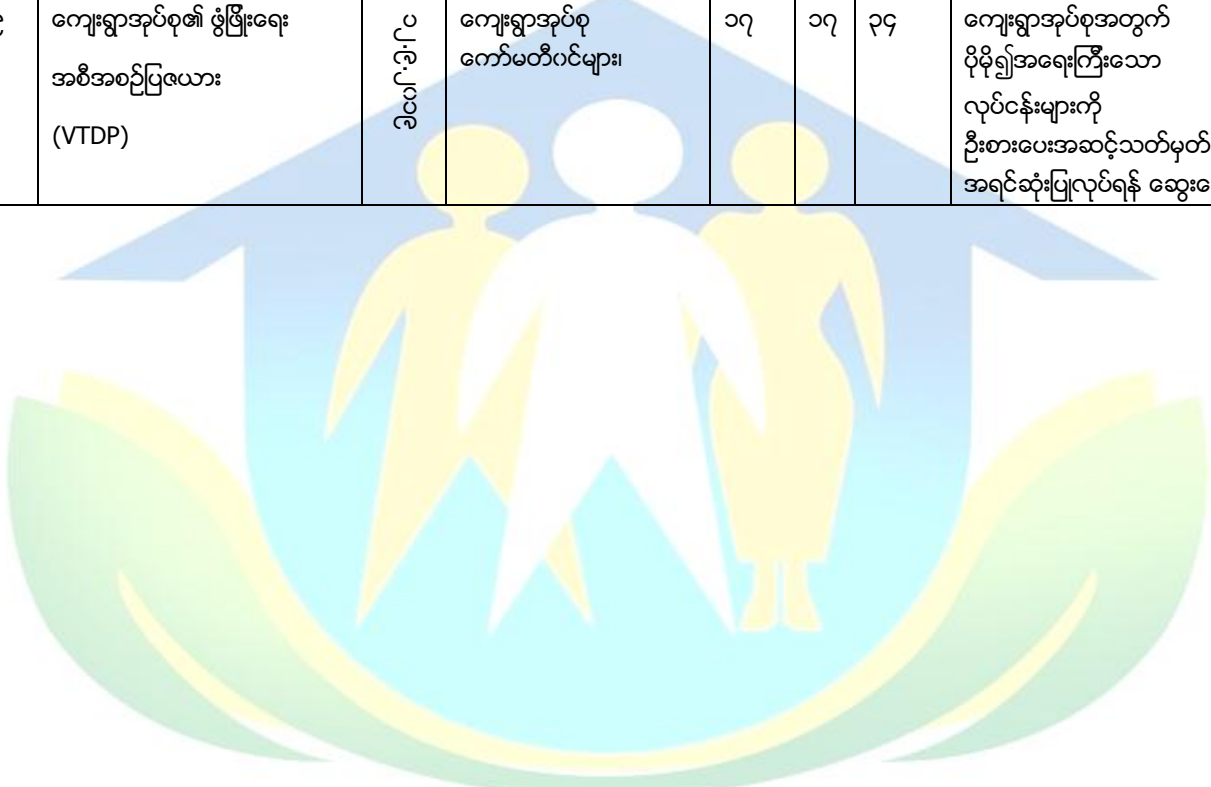 ကျေးရွာအုပ်စု၏ ဖွံ့ဖြိုးရေး
အစီအစဉ်ပြဇယား
(VTDP)
ကျေးရွာအုပ်စု
ကော်မတီဝင်များ၊
၁၇
၁၇
၃၄
ကျေးရွာအုပ်စုအတွက်
ပိုမို၍အရေးကြီးသော
လုပ်ငန်းများကို
ဦးစားပေးအဆင့်သတ်မှတ်
အရင်ဆုံးပြုလုပ်ရန်